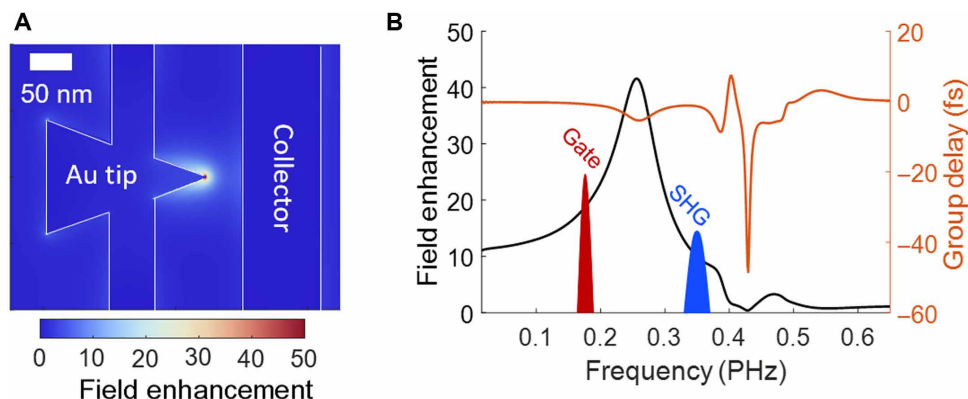 A
50 nm
Au tip
Collector
0 10 20 30 40 50
Field enhancement
B
50
40
30
20
10
0
Field enhancement
Gate
SHG
0.1 0.2 0.3 0.4 0.5 0.6
Frequency (PHz)
20
0
−20
−40
−60
Group delay (fs)